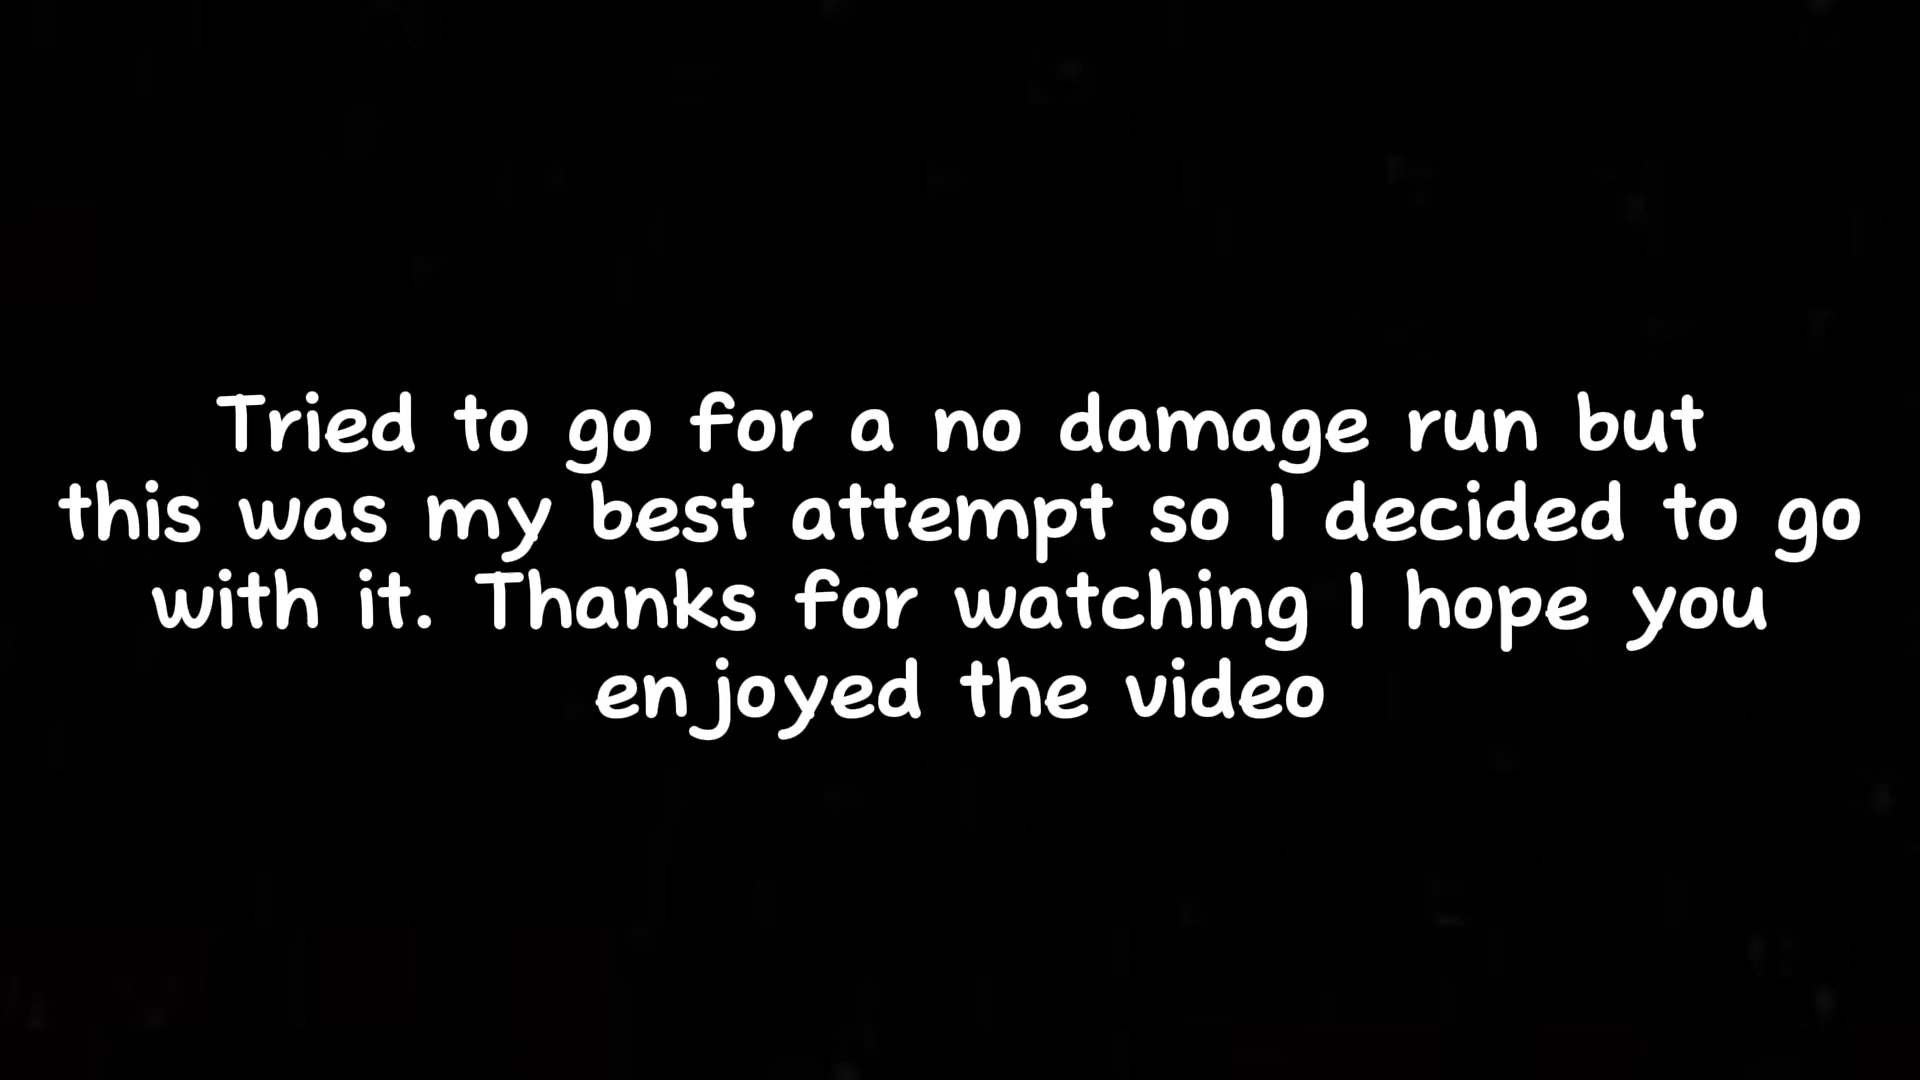 Tried to go for a no damage run but
this was my best attempt so I decided to go
with it. Thanks for watching I hope you
enjoyed the video